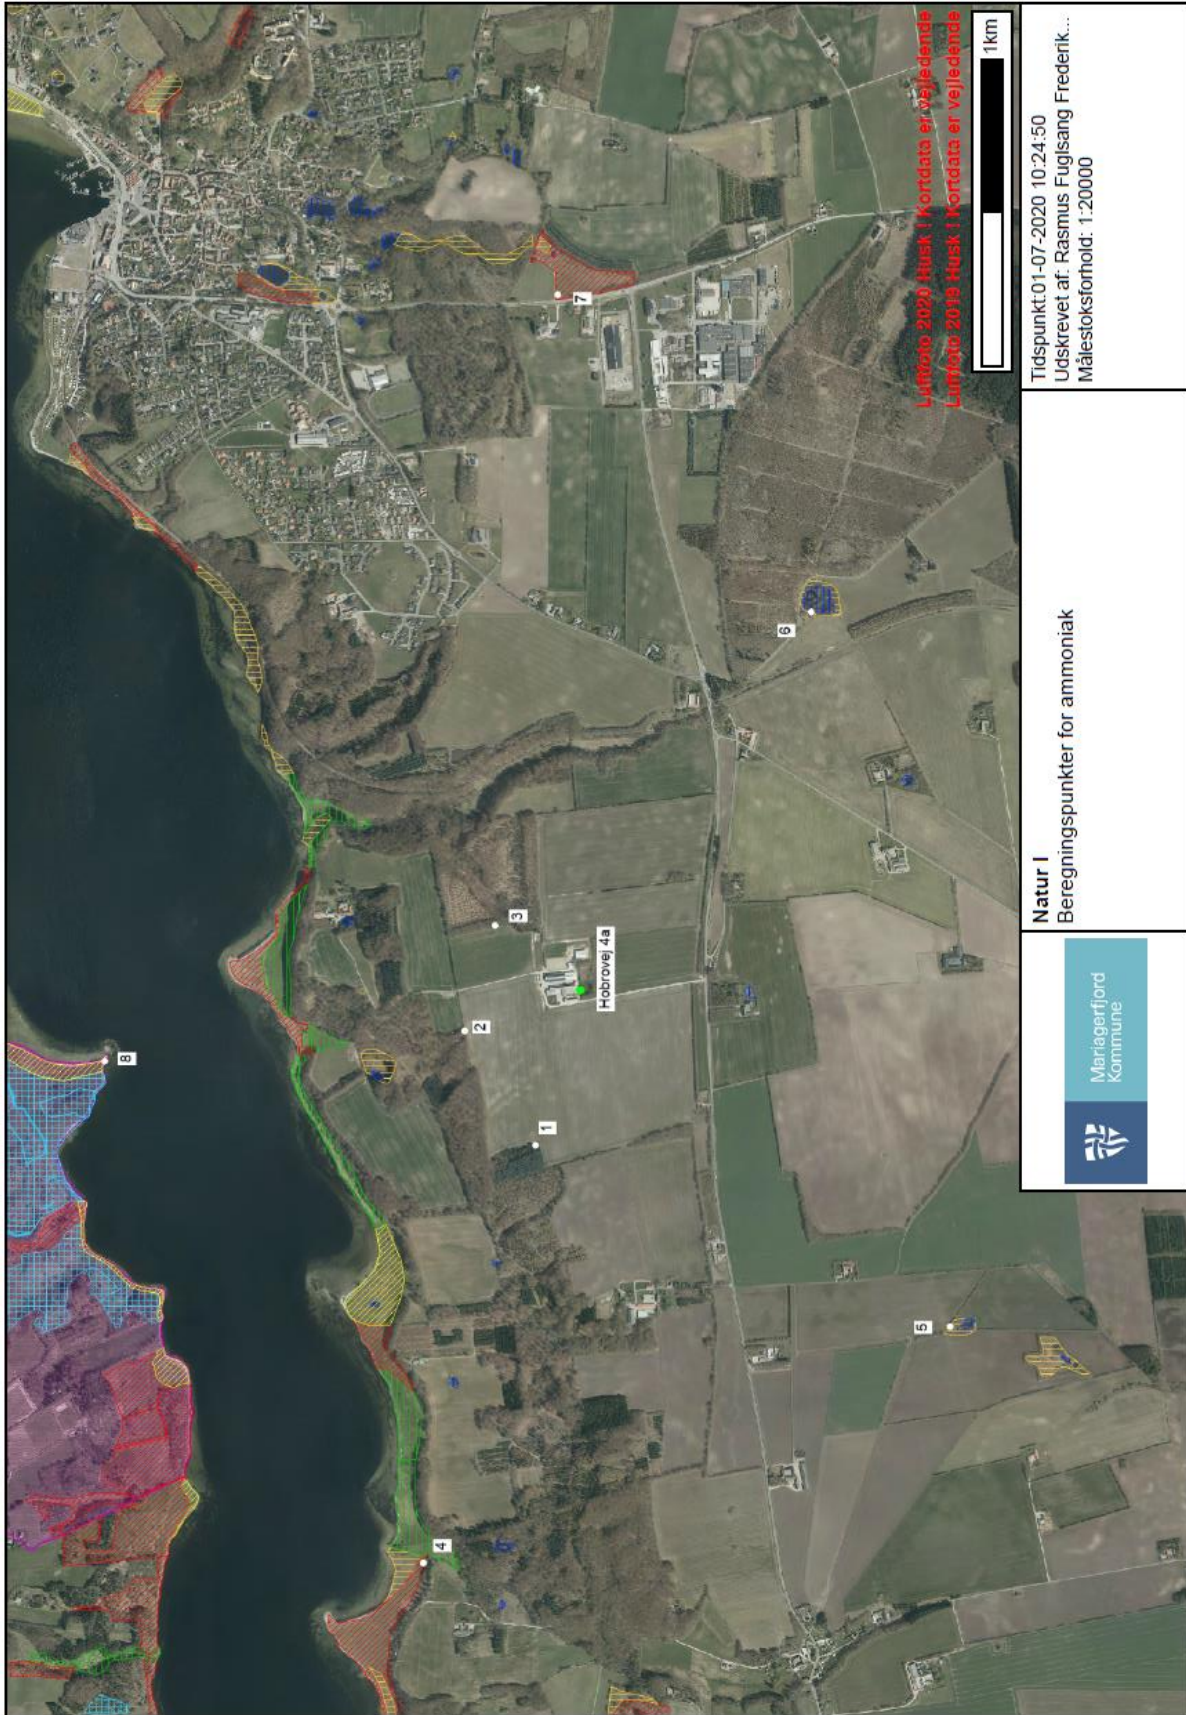 8
4
1
2
3
Hobrovej 4a
5
6
7
Luftfoto 2020 Husk ! Kortdata er vejledende
Luftfoto 2019 Husk ! Kortdata er vejledende
1km
Mariagerfjord
Kommune
Natur I
Beregningspunkter for ammoniak
Tidspunkt:01-07-2020 10:24:50
Udskrevet af: Rasmus Fuglsang Frederik...
Målestoksforhold: 1:20000